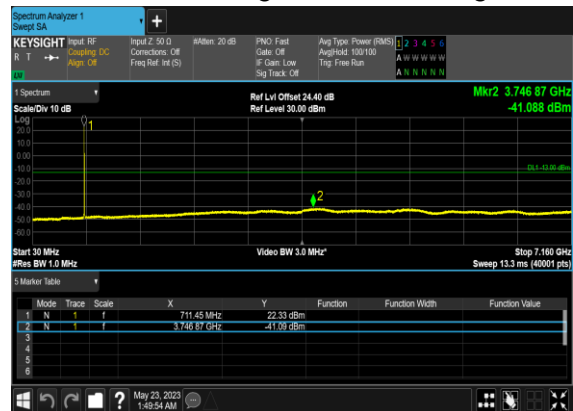 Spectrum Analyzer 1
Swept SA
+
KEYSIGHT
R T
LW
Input: RF
Coupling: DC
Align: Off
Input Z: 50 Ω
Corrections: Off
Freq Ref: Int (S)
#Atten: 20 dB
PNO: Fast
Gate: Off
IF Gain: Low
Sig Track: Off
Avg Type: Power (RMS)
Avg|Hold: 100/100
Trig: Free Run
1 2 3 4 5 6
A W W W W W
A N N N N N
1 Spectrum
Scale/Div 10 dB
Ref Lvl Offset 24.40 dB
Ref Level 30.00 dBm
Mkr2 3.746 87 GHz
-41.088 dBm
Log
20.0
10.0
0.00
-10.0
-20.0
-30.0
-40.0
-50.0
-60.0
1
2
DL1 -13.00 dBm
Start 30 MHz
#Res BW 1.0 MHz
Video BW 3.0 MHz*
Stop 7.160 GHz
Sweep 13.3 ms (40001 pts)
5 Marker Table
Mode Trace Scale X Y Function Function Width Function Value
1 N 1 f 711.45 MHz 22.33 dBm
2 N 1 f 3.746 87 GHz -41.09 dBm
3
4
5
6
?
May 23, 2023
1:49:54 AM